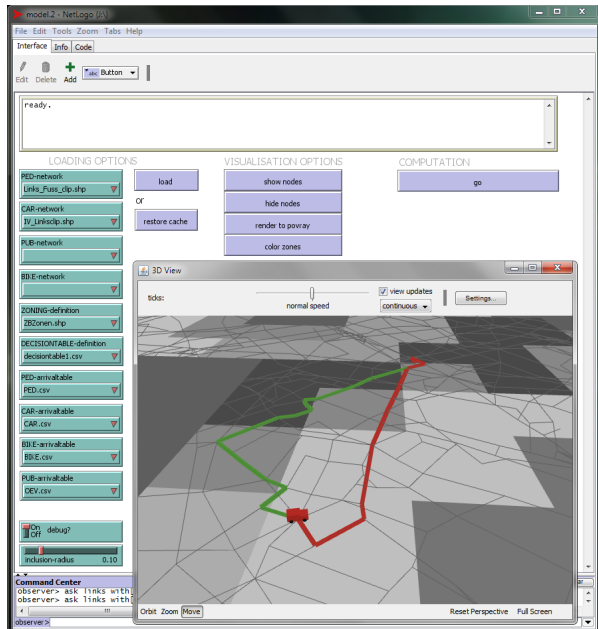 model.2 - NetLogo {J:\}
File Edit Tools Zoom Tabs Help
Interface Info Code
Edit Delete Add abc Button
ready.
LOADING OPTIONS VISUALISATION OPTIONS COMPUTATION
PED-network
Links_Fuss_clip.shp
load
show nodes
go
CAR-network
IV_Linksclip.shp
or
restore cache
hide nodes
render to povray
PUB-network
color zones
BIKE-network
ZONING-definition
ZBZonen.shp
DECISIONTABLE-definition
decisiontable1.csv
PED-arrivaltable
PED.csv
CAR-arrivaltable
CAR.csv
BIKE-arrivaltable
BIKE.csv
PUB-arrivaltable
OEV.csv
On
Off debug?
inclusion-radius 0.10
3D View
ticks:
normal speed
view updates
continuous
Settings...
Orbit Zoom Move
Reset Perspective Full Screen
Command Center
observer> ask links with[
observer> ask links with[
observer>